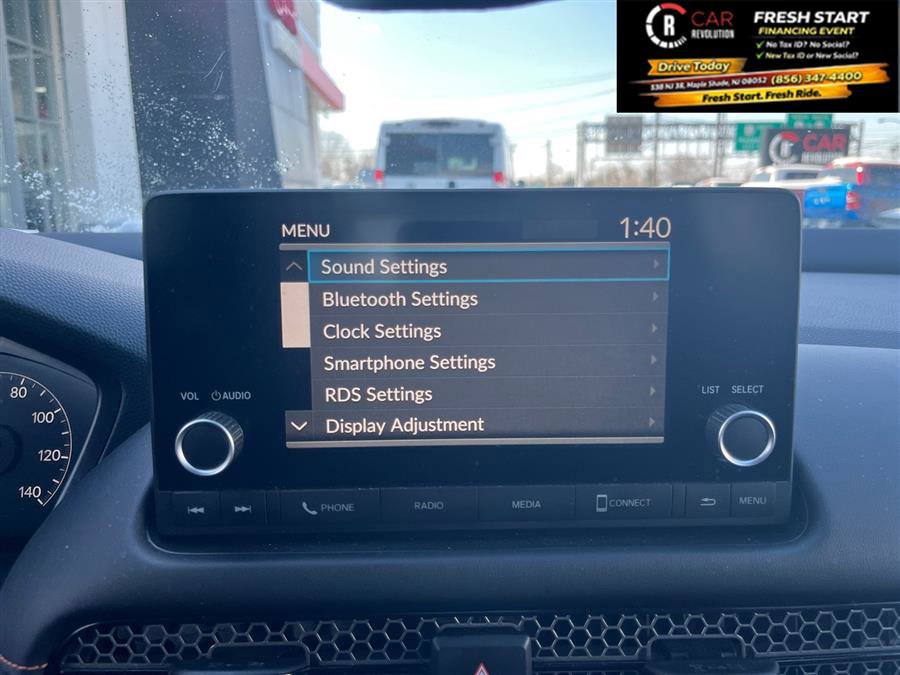 R CAR REVOLUTION
FRESH START
FINANCING EVENT
✓ No Tax ID? No Social?
✓ New Tax ID or New Social?
Drive Today
538 NJ 38, Maple Shade, NJ 08052 (856) 347-4400
Fresh Start. Fresh Ride.
R CAR
REVOLUTION
MENU
1:40
Sound Settings
Bluetooth Settings
Clock Settings
Smartphone Settings
RDS Settings
Display Adjustment
VOL AUDIO
LIST SELECT
PHONE
RADIO
MEDIA
CONNECT
MENU
80
100
120
140